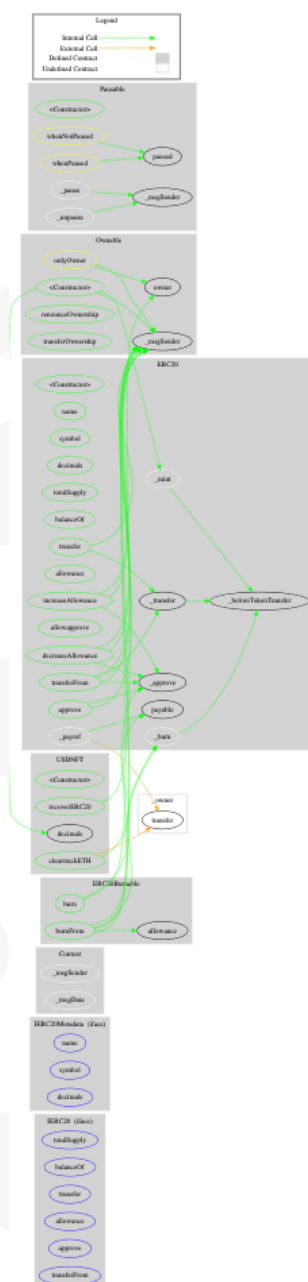 Legend
Internal Call
External Call
Defined Contract
Undefined Contract
Pausable
<Constructor>
whenNotPaused
whenPaused
paused
_pause
_msgSender
_unpause
Ownable
onlyOwner
<Constructor>
owner
renounceOwnership
transferOwnership
_msgSender
ERC20
<Constructor>
name
symbol
decimals
totalSupply
balanceOf
transfer
allowance
increaseAllowance
allowapprove
decreaseAllowance
transferFrom
approve
_payref
_mint
_transfer
_beforeTokenTransfer
_approve
payable
_burn
USDNFT
<Constructor>
recoverERC20
decimals
clearstuckETH
_owner
transfer
ERC20Burnable
burn
burnFrom
allowance
Context
_msgSender
_msgData
IERC20Metadata (iface)
name
symbol
decimals
IERC20 (iface)
totalSupply
balanceOf
transfer
allowance
approve
transferFrom